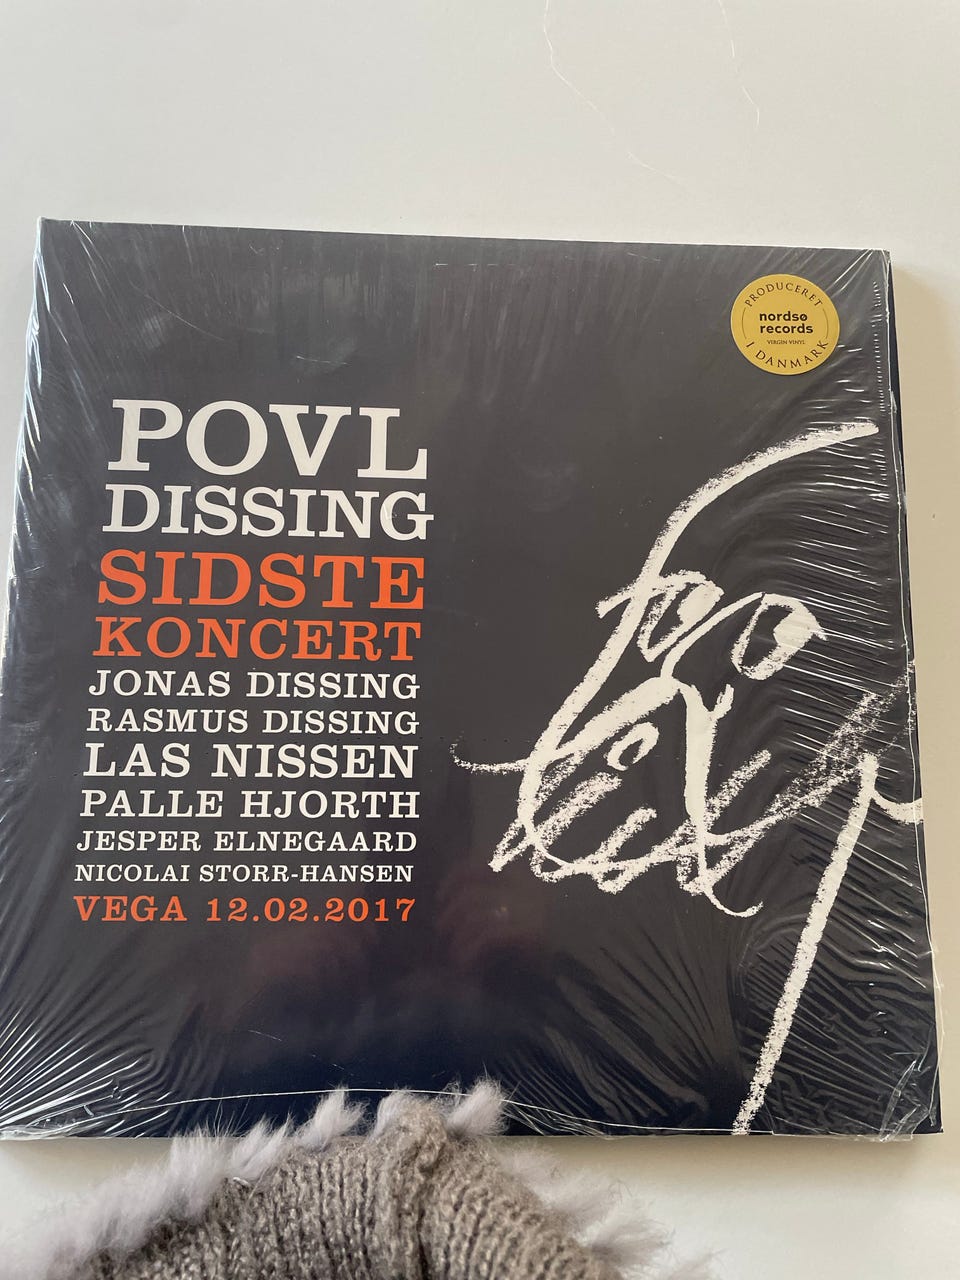 PRODUCERET
nordsø
records
VIRGIN VINYL
I DANMARK
POVL
DISSING
SIDSTE
KONCERT
JONAS DISSING
RASMUS DISSING
LAS NISSEN
PALLE HJORTH
JESPER ELNEGAARD
NICOLAI STORR-HANSEN
VEGA 12.02.2017